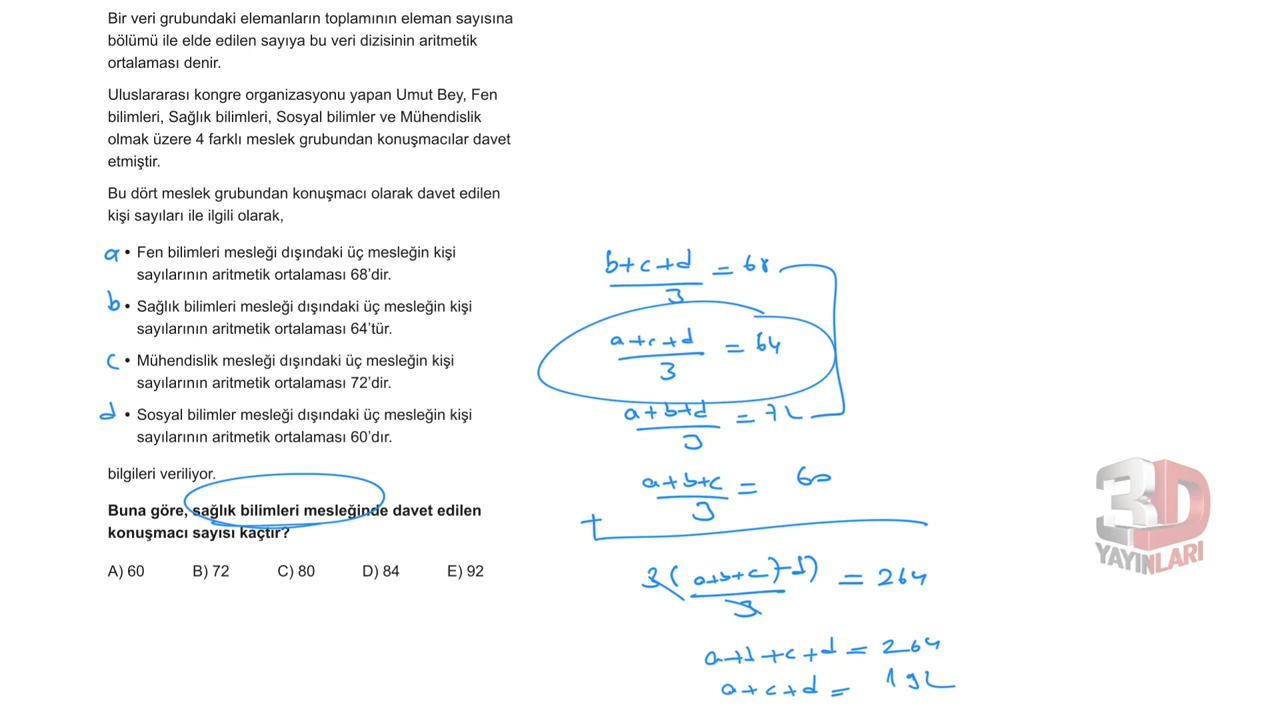 Bir veri grubundaki elemanların toplamının eleman sayısına
bölümü ile elde edilen sayıya bu veri dizisinin aritmetik
ortalaması denir.
Uluslararası kongre organizasyonu yapan Umut Bey, Fen
bilimleri, Sağlık bilimleri, Sosyal bilimler ve Mühendislik
olmak üzere 4 farklı meslek grubundan konuşmacılar davet
etmiştir.
Bu dört meslek grubundan konuşmacı olarak davet edilen
kişi sayıları ile ilgili olarak,
a • Fen bilimleri mesleği dışındaki üç mesleğin kişi
sayılarının aritmetik ortalaması 68'dir.
b • Sağlık bilimleri mesleği dışındaki üç mesleğin kişi
sayılarının aritmetik ortalaması 64'tür.
c • Mühendislik mesleği dışındaki üç mesleğin kişi
sayılarının aritmetik ortalaması 72'dir.
d • Sosyal bilimler mesleği dışındaki üç mesleğin kişi
sayılarının aritmetik ortalaması 60'dır.
bilgileri veriliyor.
Buna göre, sağlık bilimleri mesleğinde davet edilen
konuşmacı sayısı kaçtır?
A) 60 B) 72 C) 80 D) 84 E) 92
b+c+d
= 68
3
a+c+d
= 64
3
a+b+d
= 72
3
a+b+c
= 60
3
+
3(a+b+c+d)
= 264
3
a+b+c+d = 264
a+c+d = 192
3D
YAYINLARI